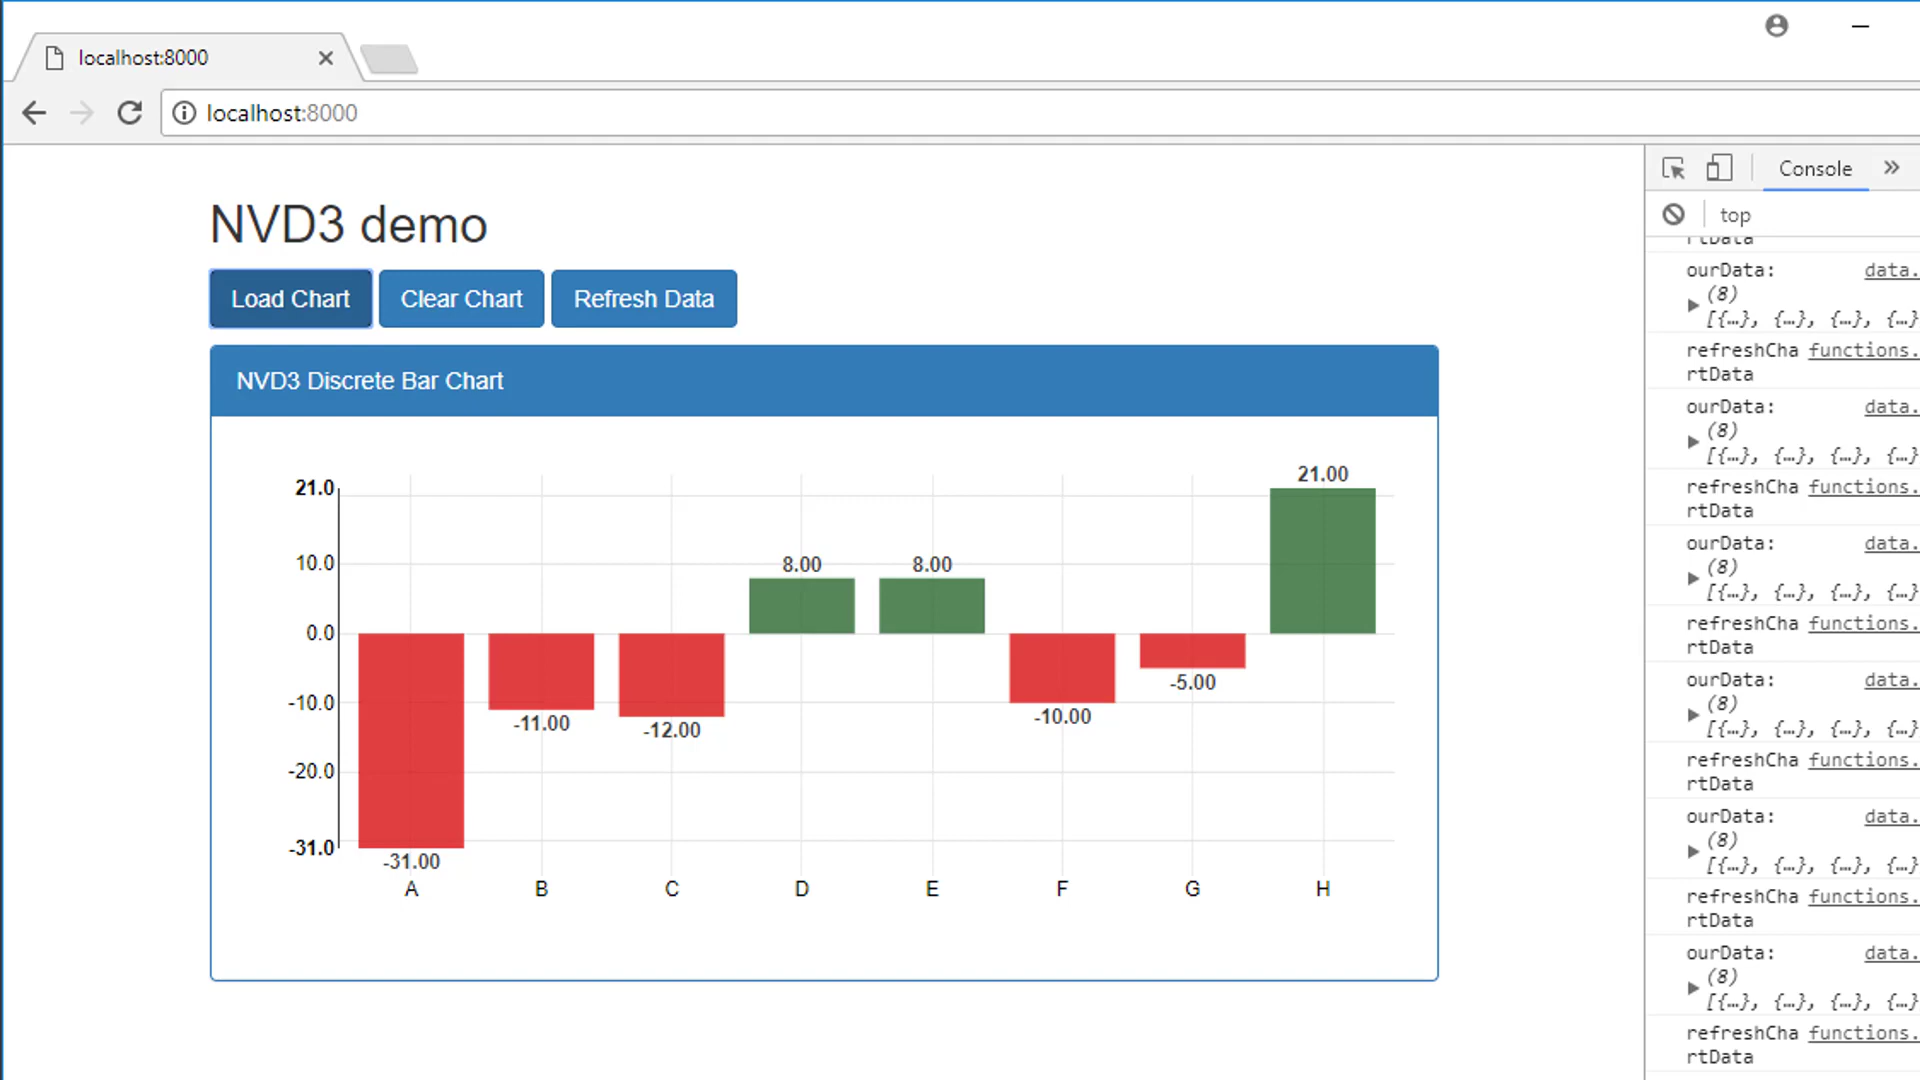 localhost:8000
localhost:8000
NVD3 demo
Load Chart Clear Chart Refresh Data
NVD3 Discrete Bar Chart
21.0
10.0
0.0
-10.0
-20.0
-31.0
-31.00
-11.00
-12.00
8.00
8.00
-10.00
-5.00
21.00
A B C D E F G H
Console »
top
rtData
ourData: data.
(8)
[{…}, {…}, {…}, {…}
refreshCha functions.
rtData
ourData: data.
(8)
[{…}, {…}, {…}, {…}
refreshCha functions.
rtData
ourData: data.
(8)
[{…}, {…}, {…}, {…}
refreshCha functions.
rtData
ourData: data.
(8)
[{…}, {…}, {…}, {…}
refreshCha functions.
rtData
ourData: data.
(8)
[{…}, {…}, {…}, {…}
refreshCha functions.
rtData
ourData: data.
(8)
[{…}, {…}, {…}, {…}
refreshCha functions.
rtData